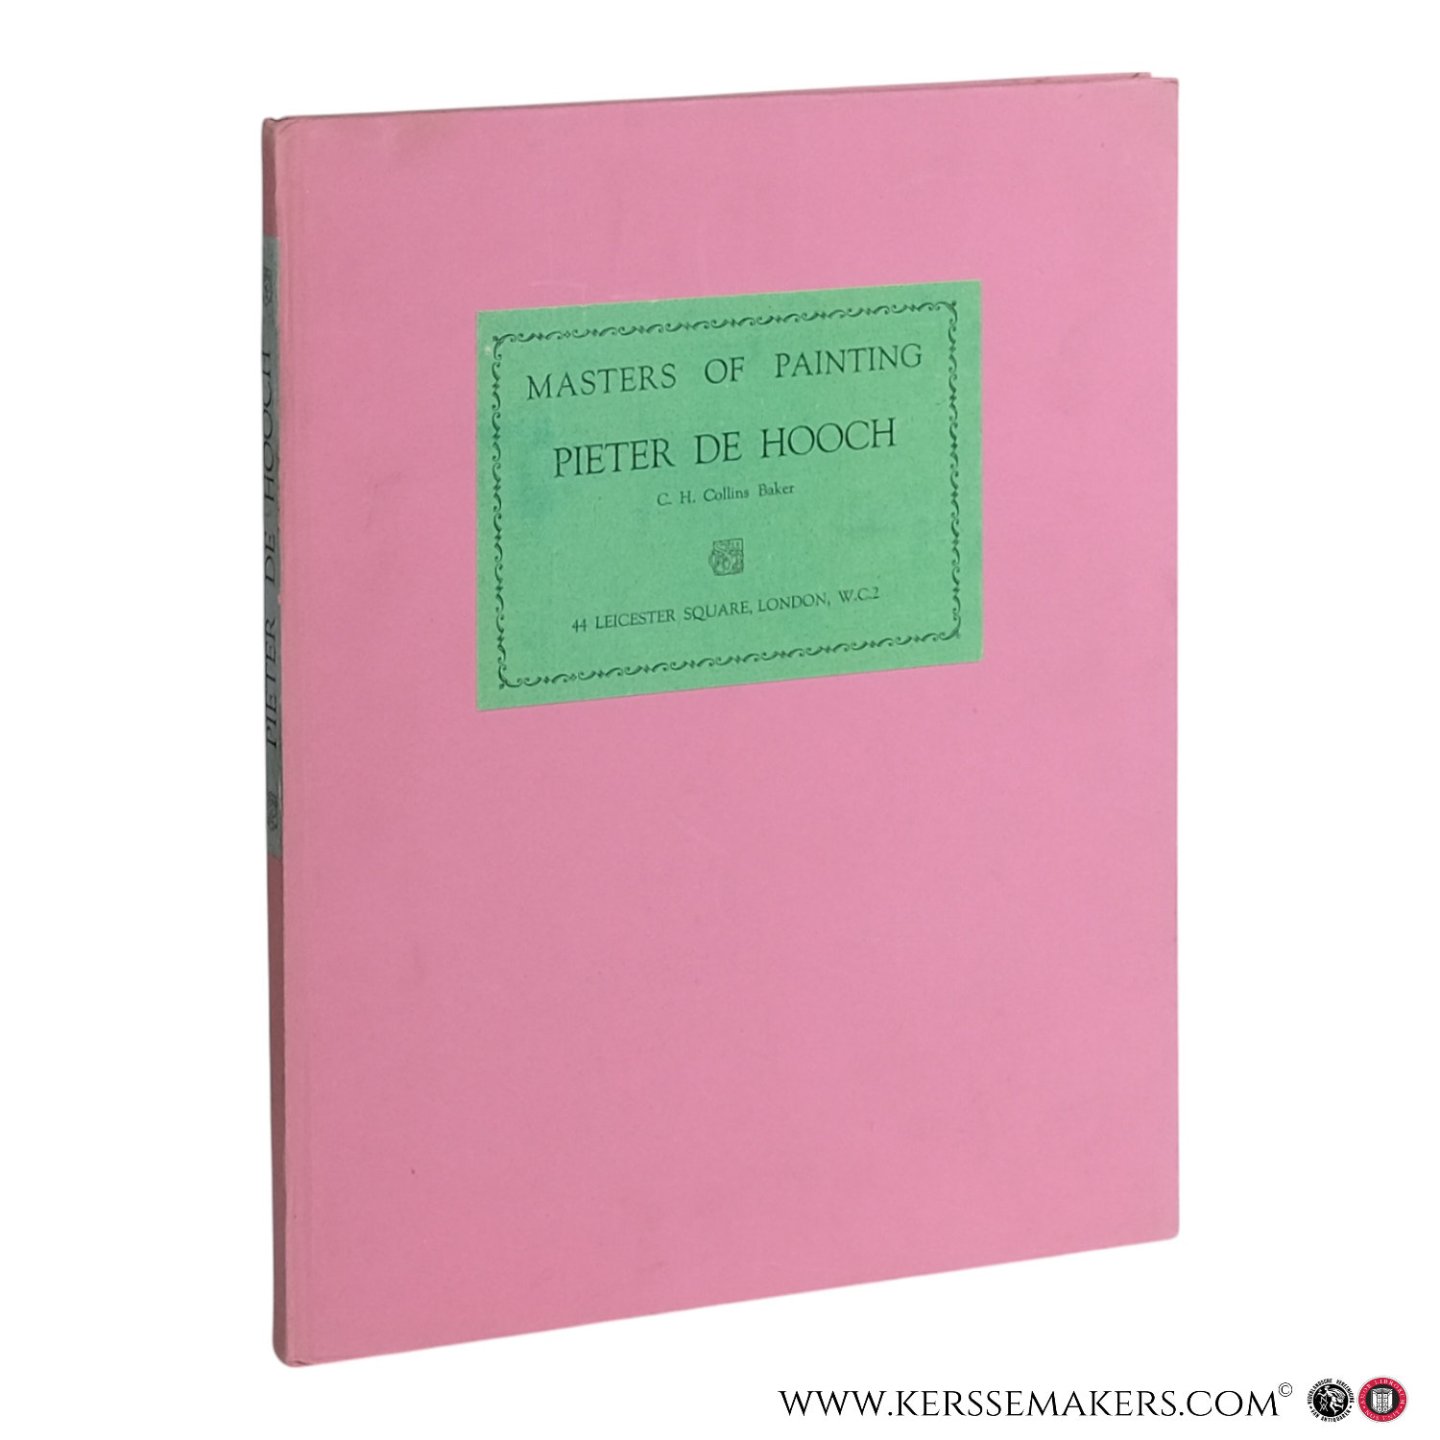 MASTERS OF PAINTING
PIETER DE HOOCH
C. H. Collins Baker
44 LEICESTER SQUARE, LONDON, W.C.2
PIETER DE HOOCH
WWW.KERSSEMAKERS.COM©